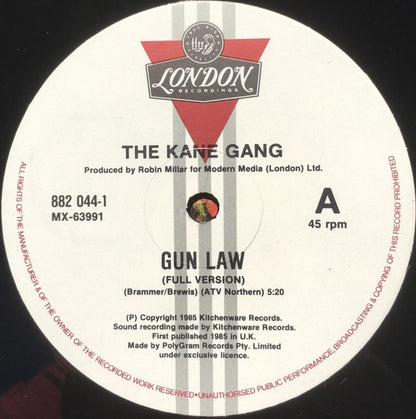 LONDON
RECORDINGS
THE KANE GANG
Produced by Robin Millar for Modern Media (London) Ltd.
882 044-1
MX-63991
A
45 rpm
GUN LAW
(FULL VERSION)
(Brammer/Brewis) (ATV Northern) 5:20
(P) Copyright 1985 Kitchenware Records.
Sound recording made by Kitchenware Records.
First published 1985 in U.K.
Made by PolyGram Records Pty. Limited
under exclusive licence.
ALL RIGHTS OF THE MANUFACTURER & OF THE OWNER OF THE RECORDED WORK RESERVED • UNAUTHORISED PUBLIC PERFORMANCE, BROADCASTING & COPYING OF THIS RECORD PROHIBITED